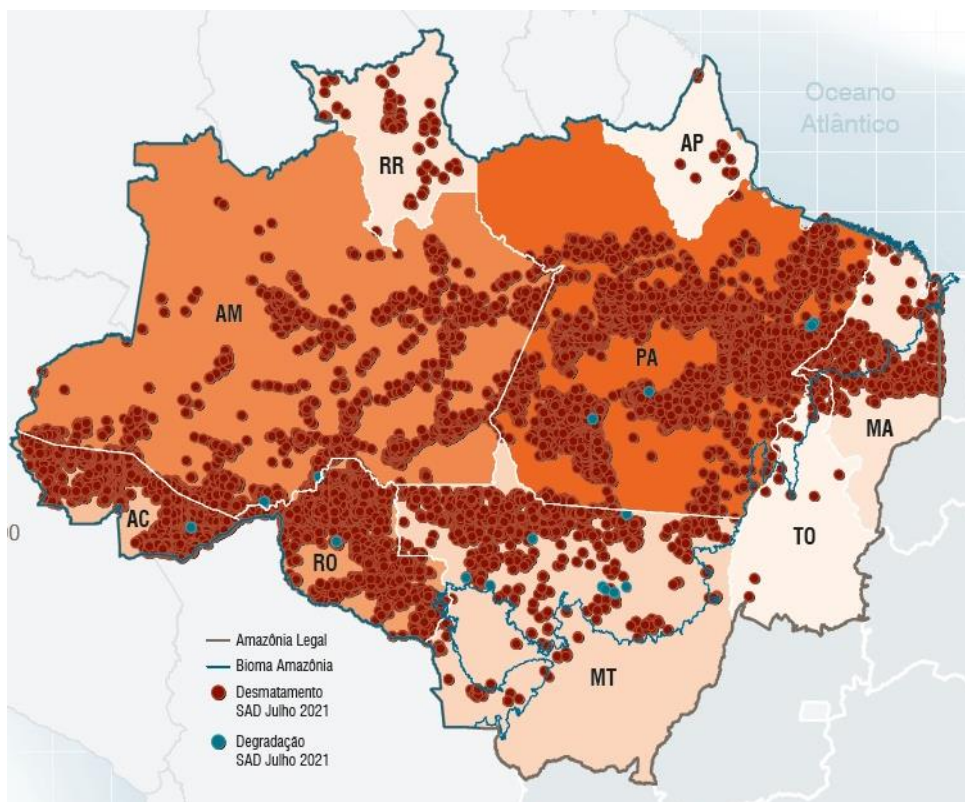 Oceano
Atlântico
RR
AP
AM
PA
MA
AC
00
RO
TO
MT
Amazônia Legal
Bioma Amazônia
Desmatamento
SAD Julho 2021
Degradação
SAD Julho 2021